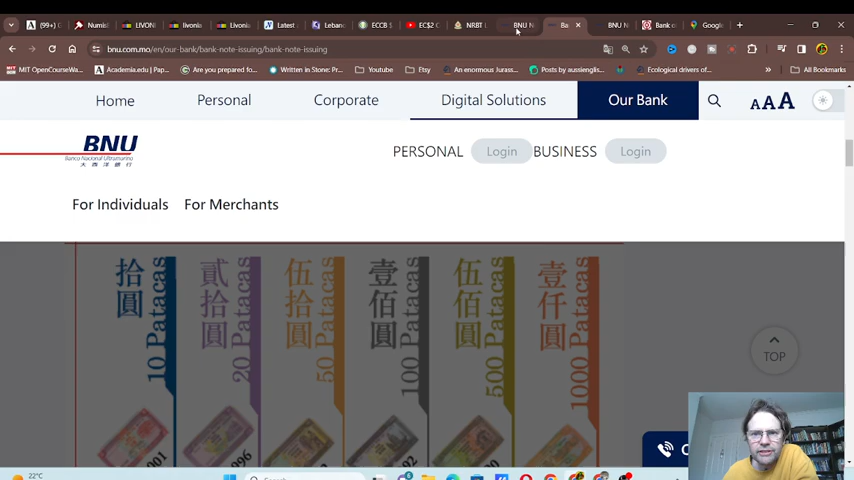 (99+) D
Numis
LIVONI
livonia
Livonia
Latest
Lebanc
ECCB S
EC$2 C
NRBT L
BNU N
Ba
BNU N
Bank o
Google
bnu.com.mo/en/our-bank/bank-note-issuing/bank-note-issuing
MIT OpenCourseWa...
Academia.edu | Pap...
Are you prepared fo...
Written in Stone: Pr...
Youtube
Etsy
An enormous Jurass...
Posts by aussienglis...
Ecological drivers of...
All Bookmarks
Home
Personal
Corporate
Digital Solutions
Our Bank
A A A
BNU
Banco Nacional Ultramarino
大西洋銀行
PERSONAL
Login
BUSINESS
Login
For Individuals
For Merchants
拾圓
10 Patacas
貳拾圓
20 Patacas
伍拾圓
50 Patacas
壹佰圓
100 Patacas
伍佰圓
500 Patacas
壹仟圓
1000 Patacas
TOP
22°C
Search